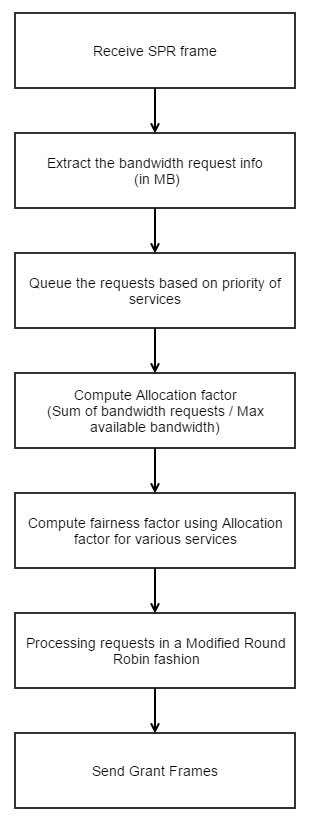 Receive SPR frame
Extract the bandwidth request info
(in MB)
Queue the requests based on priority of
services
Compute Allocation factor
(Sum of bandwidth requests / Max
available bandwidth)
Compute fairness factor using Allocation
factor for various services
Processing requests in a Modified Round
Robin fashion
Send Grant Frames